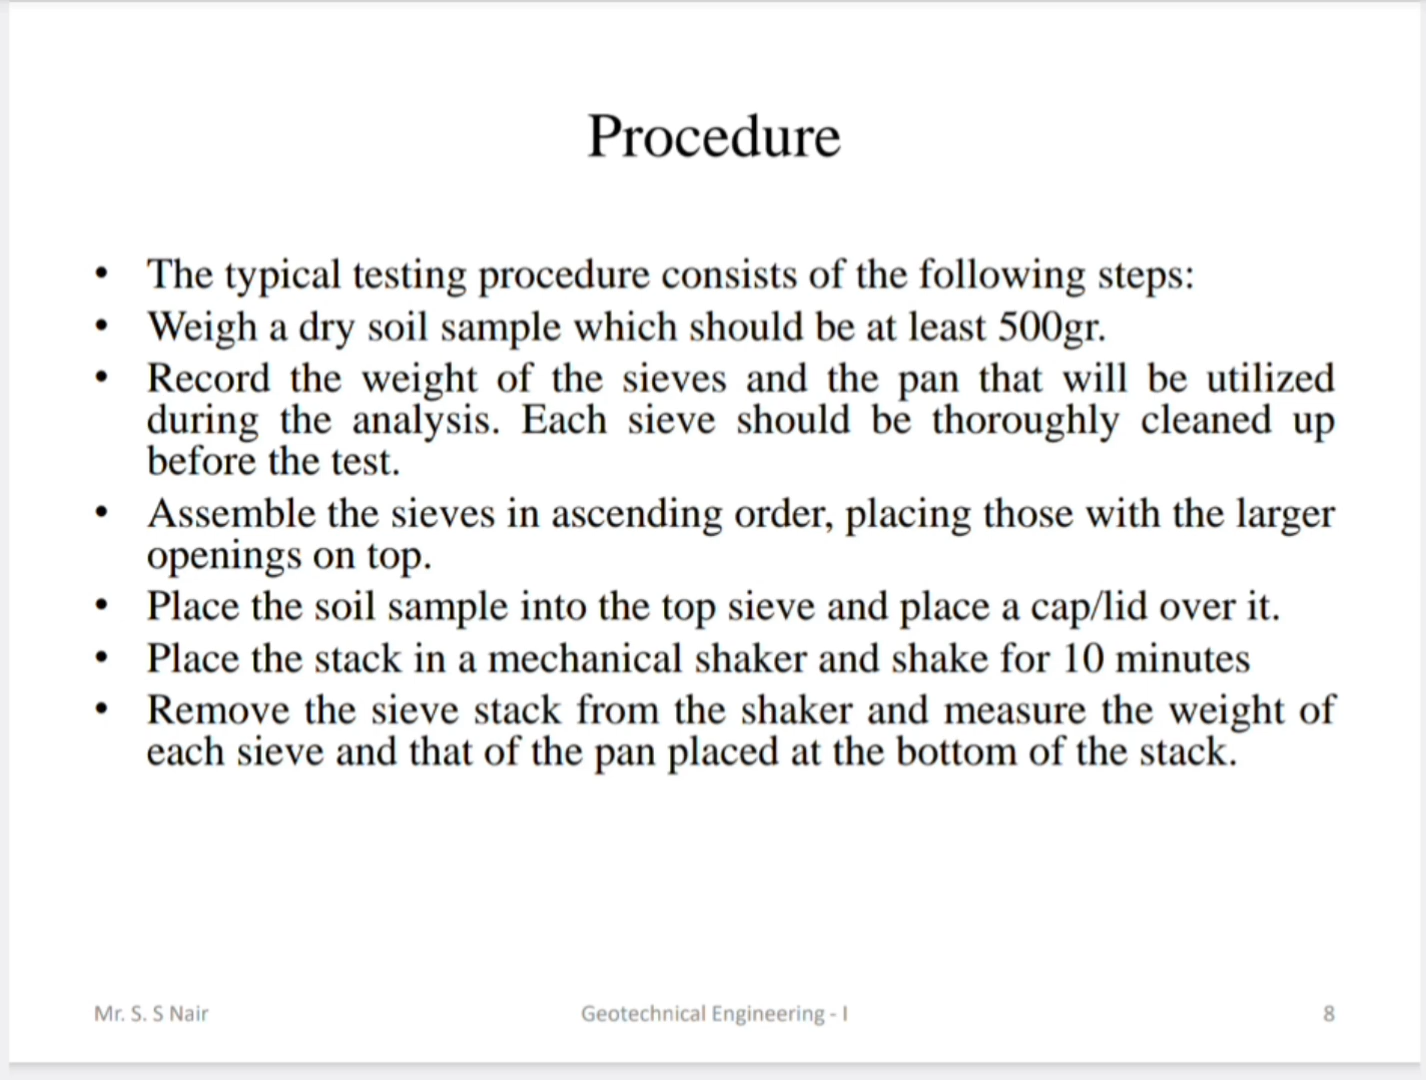 Procedure
• The typical testing procedure consists of the following steps:
• Weigh a dry soil sample which should be at least 500gr.
• Record the weight of the sieves and the pan that will be utilized
during the analysis. Each sieve should be thoroughly cleaned up
before the test.
• Assemble the sieves in ascending order, placing those with the larger
openings on top.
• Place the soil sample into the top sieve and place a cap/lid over it.
• Place the stack in a mechanical shaker and shake for 10 minutes
• Remove the sieve stack from the shaker and measure the weight of
each sieve and that of the pan placed at the bottom of the stack.
Mr. S. S Nair
Geotechnical Engineering - I
8